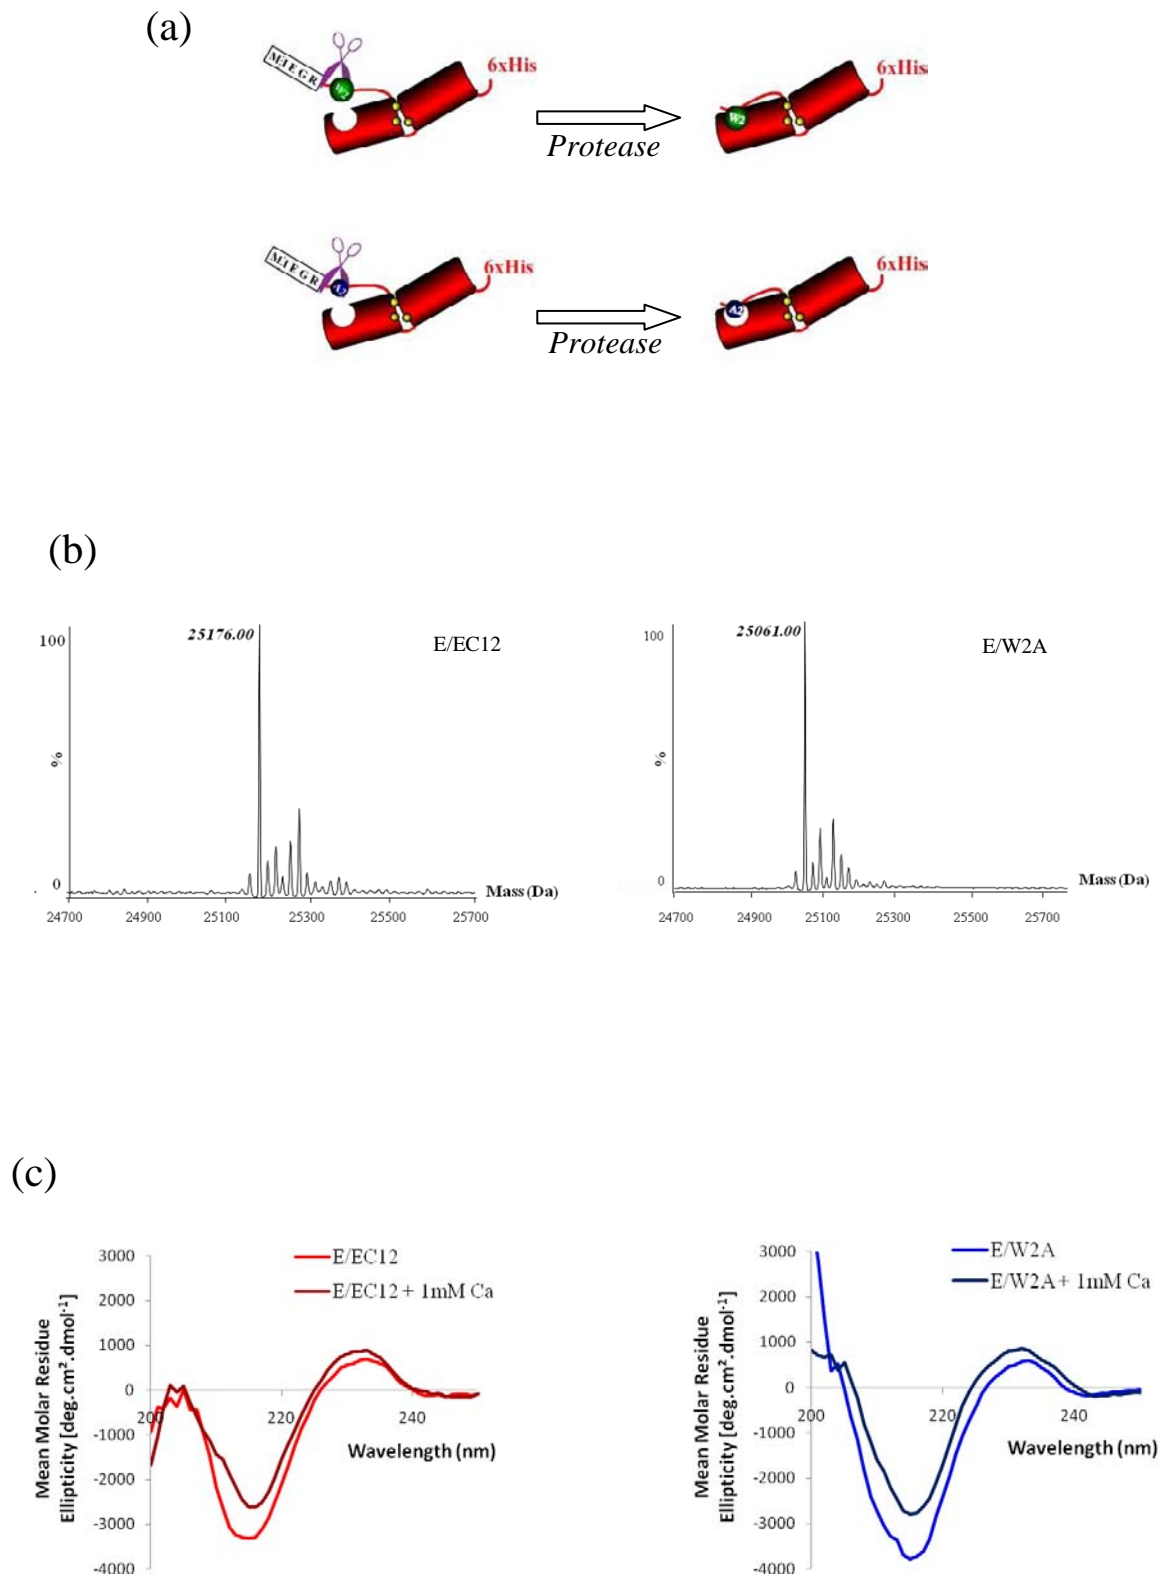 (a)
M I E G R
W2
6xHis
Protease
W2
6xHis
M I E G R
A2
6xHis
Protease
A2
6xHis
(b)
100
%
0
25176.00
E/EC12
Mass (Da)
24700 24900 25100 25300 25500 25700
100
%
0
25061.00
E/W2A
Mass (Da)
24700 24900 25100 25300 25500 25700
(c)
Mean Molar Residue
Ellipticity [deg.cm².dmol⁻¹]
3000
2000
1000
0
-1000
-2000
-3000
-4000
E/EC12
E/EC12 + 1mM Ca
200 220 240
Wavelength (nm)
Mean Molar Residue
Ellipticity [deg.cm².dmol⁻¹]
3000
2000
1000
0
-1000
-2000
-3000
-4000
E/W2A
E/W2A + 1mM Ca
200 220 240
Wavelength (nm)